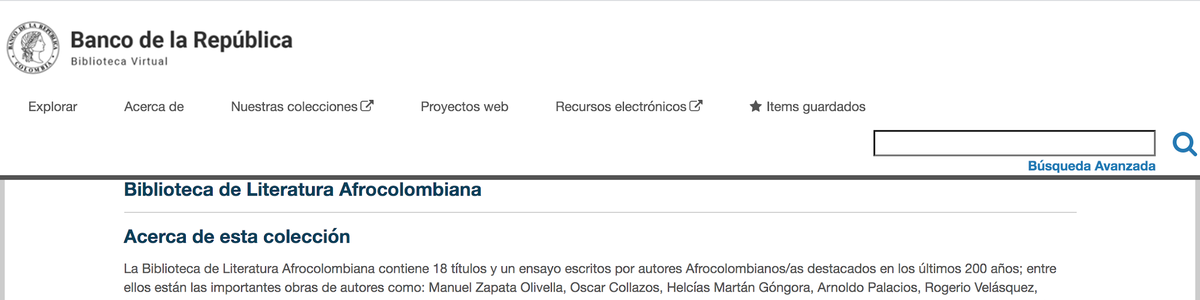 BANCO DE LA REPÚBLICA
COLOMBIA
Banco de la República
Biblioteca Virtual
Explorar Acerca de Nuestras colecciones Proyectos web Recursos electrónicos Items guardados
Búsqueda Avanzada
Biblioteca de Literatura Afrocolombiana
Acerca de esta colección
La Biblioteca de Literatura Afrocolombiana contiene 18 títulos y un ensayo escritos por autores Afrocolombianos/as destacados en los últimos 200 años; entre
ellos están las importantes obras de autores como: Manuel Zapata Olivella, Oscar Collazos, Helcías Martán Góngora, Arnoldo Palacios, Rogerio Velásquez,